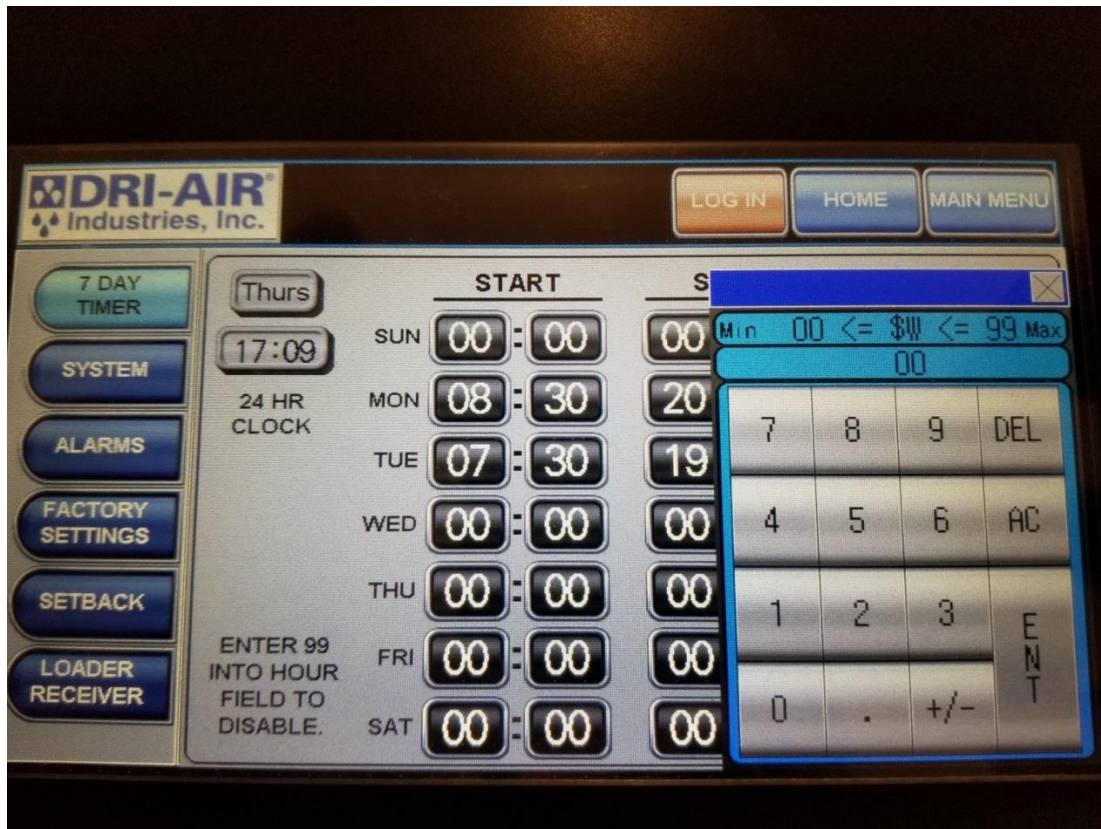 DRI-AIR®
Industries, Inc.
LOG IN
HOME
MAIN MENU
7 DAY
TIMER
SYSTEM
ALARMS
FACTORY
SETTINGS
SETBACK
LOADER
RECEIVER
Thurs
17:09
24 HR
CLOCK
ENTER 99
INTO HOUR
FIELD TO
DISABLE.
START S
SUN 00 : 00 00
MON 08 : 30 20
TUE 07 : 30 19
WED 00 : 00 00
THU 00 : 00 00
FRI 00 : 00 00
SAT 00 : 00 00
Min 00 <= $W <= 99 Max
00
7 8 9 DEL
4 5 6 AC
1 2 3 ENT
0 . +/-